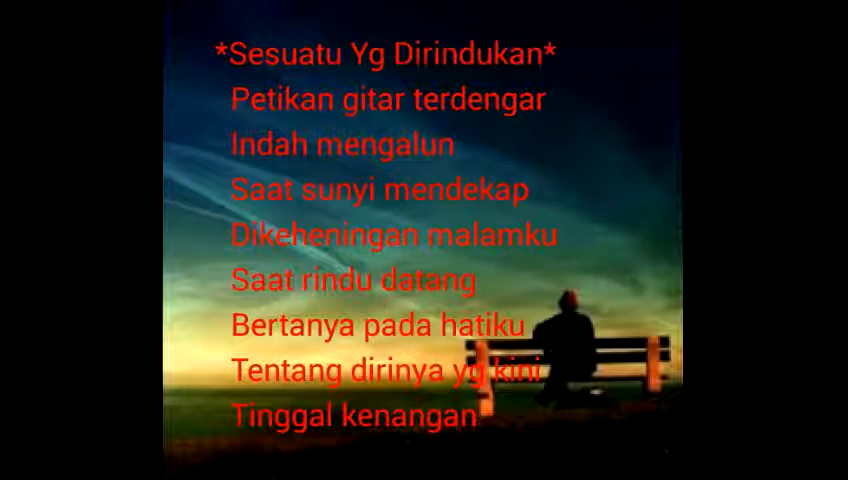 *Sesuatu Yg Dirindukan*
Petikan gitar terdengar
Indah mengalun
Saat sunyi mendekap
Dikeheningan malamku
Saat rindu datang
Bertanya pada hatiku
Tentang dirinya yg kini
Tinggal kenangan